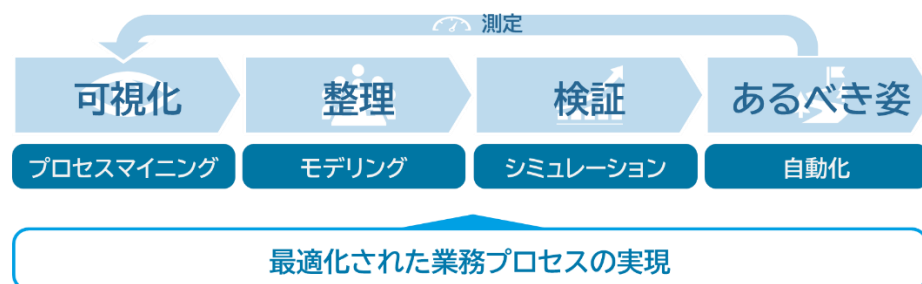 測定
可視化 整理 検証 あるべき姿
プロセスマイニング モデリング シミュレーション 自動化
最適化された業務プロセスの実現